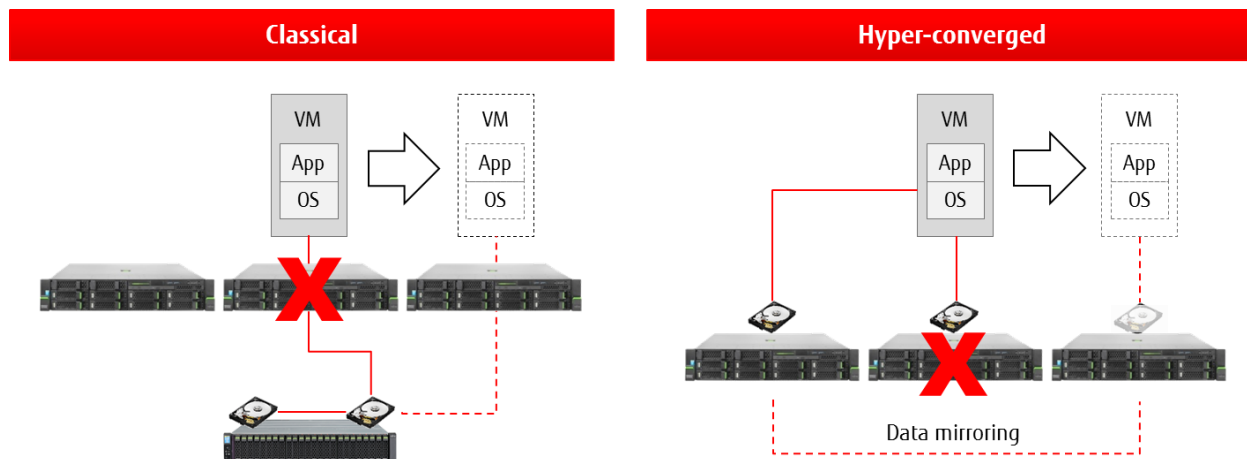 Classical
VM
App
OS
VM
App
OS
Hyper-converged
VM
App
OS
VM
App
OS
Data mirroring